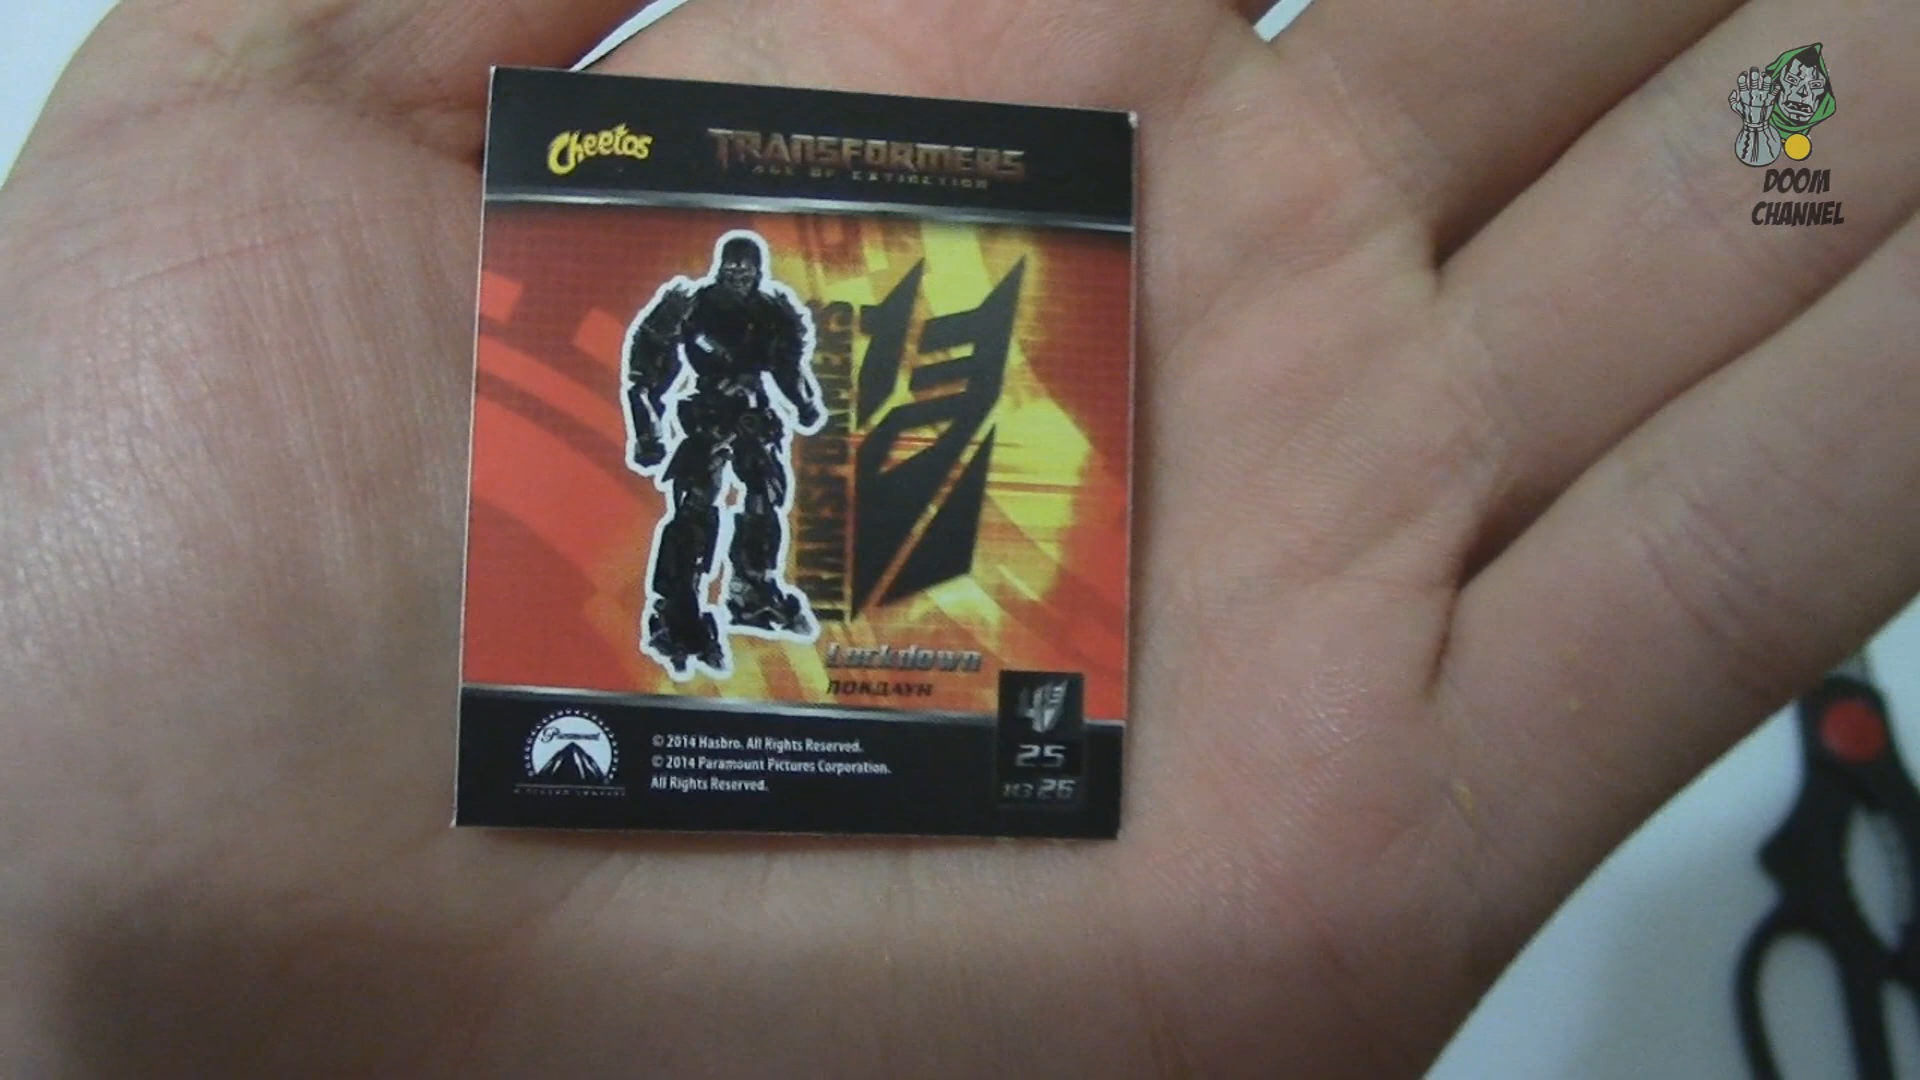 Cheetos
TRANSFORMERS
AGE OF EXTINCTION
TRANSFORMERS
Lockdown
ЛОКДАУН
Paramount
© 2014 Hasbro. All Rights Reserved.
© 2014 Paramount Pictures Corporation.
All Rights Reserved.
25
ИЗ 26
DOOM
CHANNEL